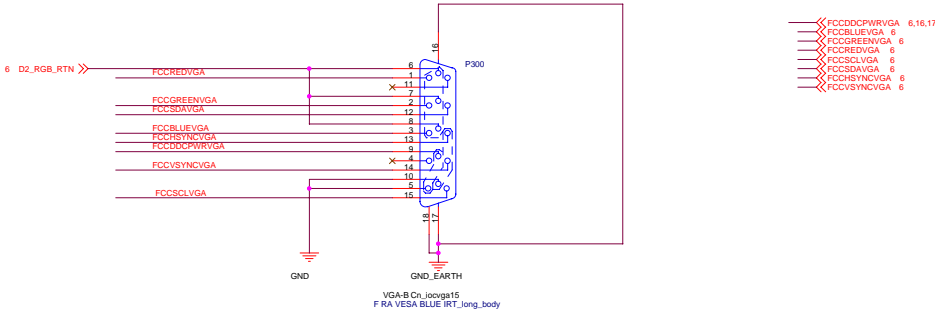 16
P300
6 D2_RGB_RTN
6
FCCREDVGA
1
11
7
FCCGREENVGA
2
FCCSDAVGA
12
8
FCCBLUEVGA
3
FCCHSYNCVGA
13
FCCDDCPWRVGA
9
4
FCCVSYNCVGA
14
10
5
FCCSCLVGA
15
18
17
GND
GND_EARTH
VGA-B Cn_iocvga15
F RA VESA BLUE IRT_long_body
FCCDDCPWRVGA 6,16,17
FCCBLUEVGA 6
FCCGREENVGA 6
FCCREDVGA 6
FCCSCLVGA 6
FCCSDAVGA 6
FCCHSYNCVGA 6
FCCVSYNCVGA 6